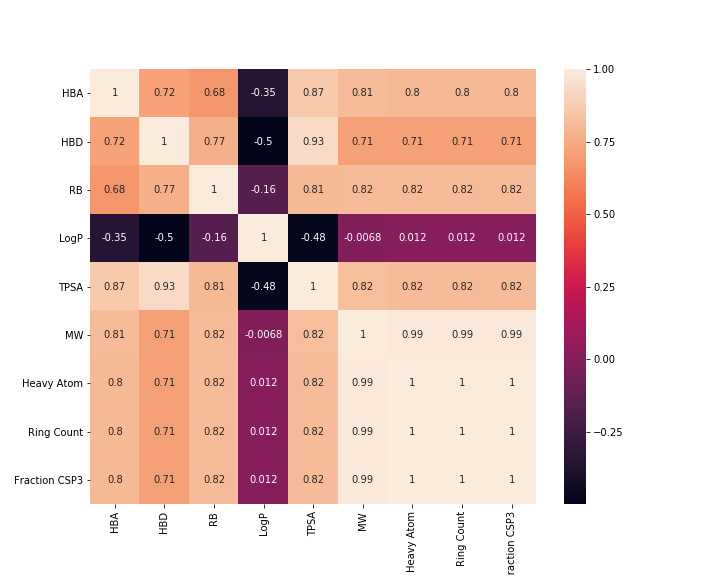 HBA 1 0.72 0.68 -0.35 0.87 0.81 0.8 0.8 0.8
HBD 0.72 1 0.77 -0.5 0.93 0.71 0.71 0.71 0.71
RB 0.68 0.77 1 -0.16 0.81 0.82 0.82 0.82 0.82
LogP -0.35 -0.5 -0.16 1 -0.48 -0.0068 0.012 0.012 0.012
TPSA 0.87 0.93 0.81 -0.48 1 0.82 0.82 0.82 0.82
MW 0.81 0.71 0.82 -0.0068 0.82 1 0.99 0.99 0.99
Heavy Atom 0.8 0.71 0.82 0.012 0.82 0.99 1 1 1
Ring Count 0.8 0.71 0.82 0.012 0.82 0.99 1 1 1
Fraction CSP3 0.8 0.71 0.82 0.012 0.82 0.99 1 1 1
HBA
HBD
RB
LogP
TPSA
MW
Heavy Atom
Ring Count
raction CSP3
1.00
0.75
0.50
0.25
0.00
−0.25